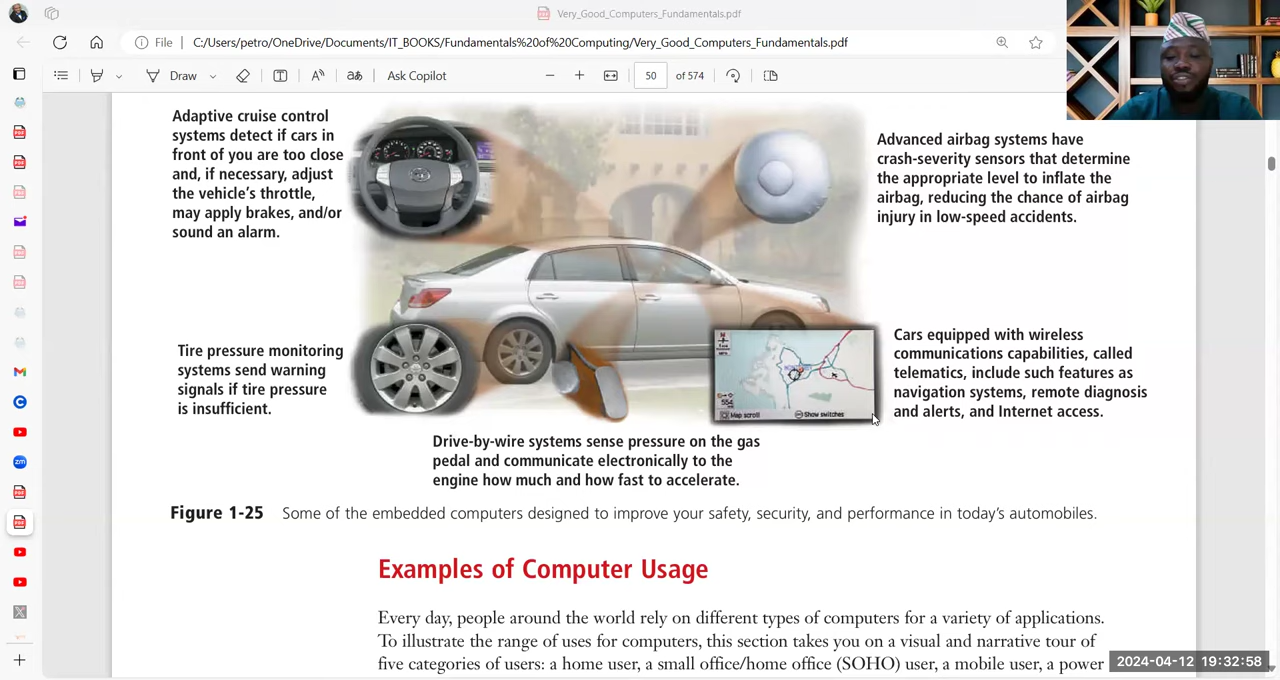 Very_Good_Computers_Fundamentals.pdf
File
C:/Users/petro/OneDrive/Documents/IT_BOOKS/Fundamentals%20of%20Computing/Very_Good_Computers_Fundamentals.pdf
Draw
Ask Copilot
50 of 574
Adaptive cruise control
systems detect if cars in
front of you are too close
and, if necessary, adjust
the vehicle's throttle,
may apply brakes, and/or
sound an alarm.
Advanced airbag systems have
crash-severity sensors that determine
the appropriate level to inflate the
airbag, reducing the chance of airbag
injury in low-speed accidents.
Tire pressure monitoring
systems send warning
signals if tire pressure
is insufficient.
Map scroll
Show switches
Cars equipped with wireless
communications capabilities, called
telematics, include such features as
navigation systems, remote diagnosis
and alerts, and Internet access.
Drive-by-wire systems sense pressure on the gas
pedal and communicate electronically to the
engine how much and how fast to accelerate.
Figure 1-25 Some of the embedded computers designed to improve your safety, security, and performance in today's automobiles.
Examples of Computer Usage
Every day, people around the world rely on different types of computers for a variety of applications.
To illustrate the range of uses for computers, this section takes you on a visual and narrative tour of
five categories of users: a home user, a small office/home office (SOHO) user, a mobile user, a power
2024-04-12 19:32:58